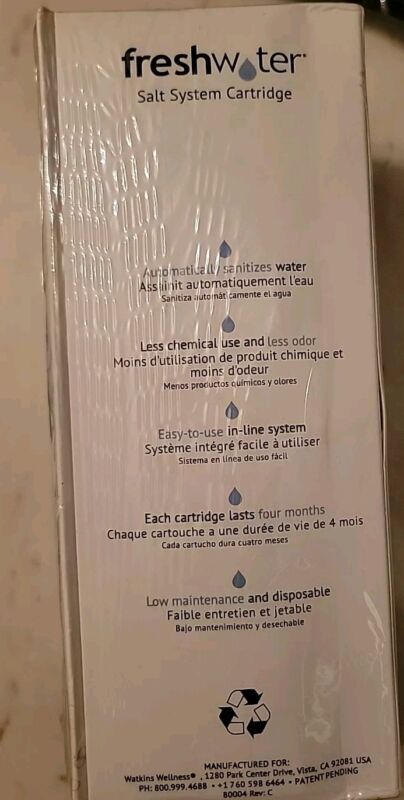 freshwater
Salt System Cartridge
Automatically sanitizes water
Assainit automatiquement l'eau
Sanitiza automáticamente el agua
Less chemical use and less odor
Moins d'utilisation de produit chimique et
moins d'odeur
Menos productos químicos y olores
Easy-to-use in-line system
Système intégré facile à utiliser
Sistema en línea de uso fácil
Each cartridge lasts four months
Chaque cartouche a une durée de vie de 4 mois
Cada cartucho dura cuatro meses
Low maintenance and disposable
Faible entretien et jetable
Bajo mantenimiento y desechable
MANUFACTURED FOR:
Watkins Wellness® , 1280 Park Center Drive, Vista, CA 92081 USA
PH: 800.999.4688 • +1 760 598 6464 • PATENT PENDING
80004 Rev: C